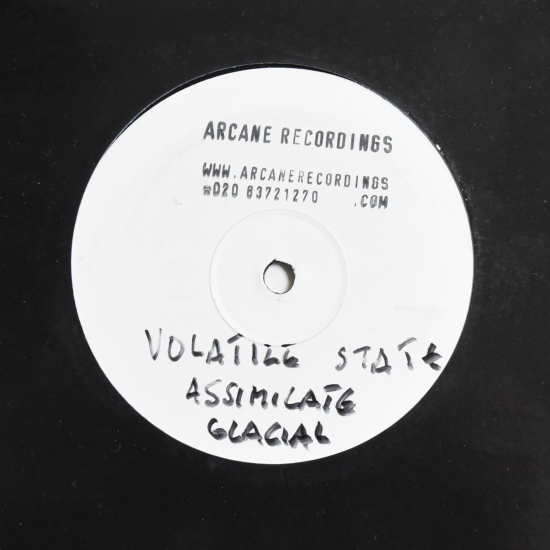 ARCANE RECORDINGS
WWW.ARCANERECORDINGS
☎020 83721270 .COM
VOLATILE STATE
ASSIMILATE
GLACIAL